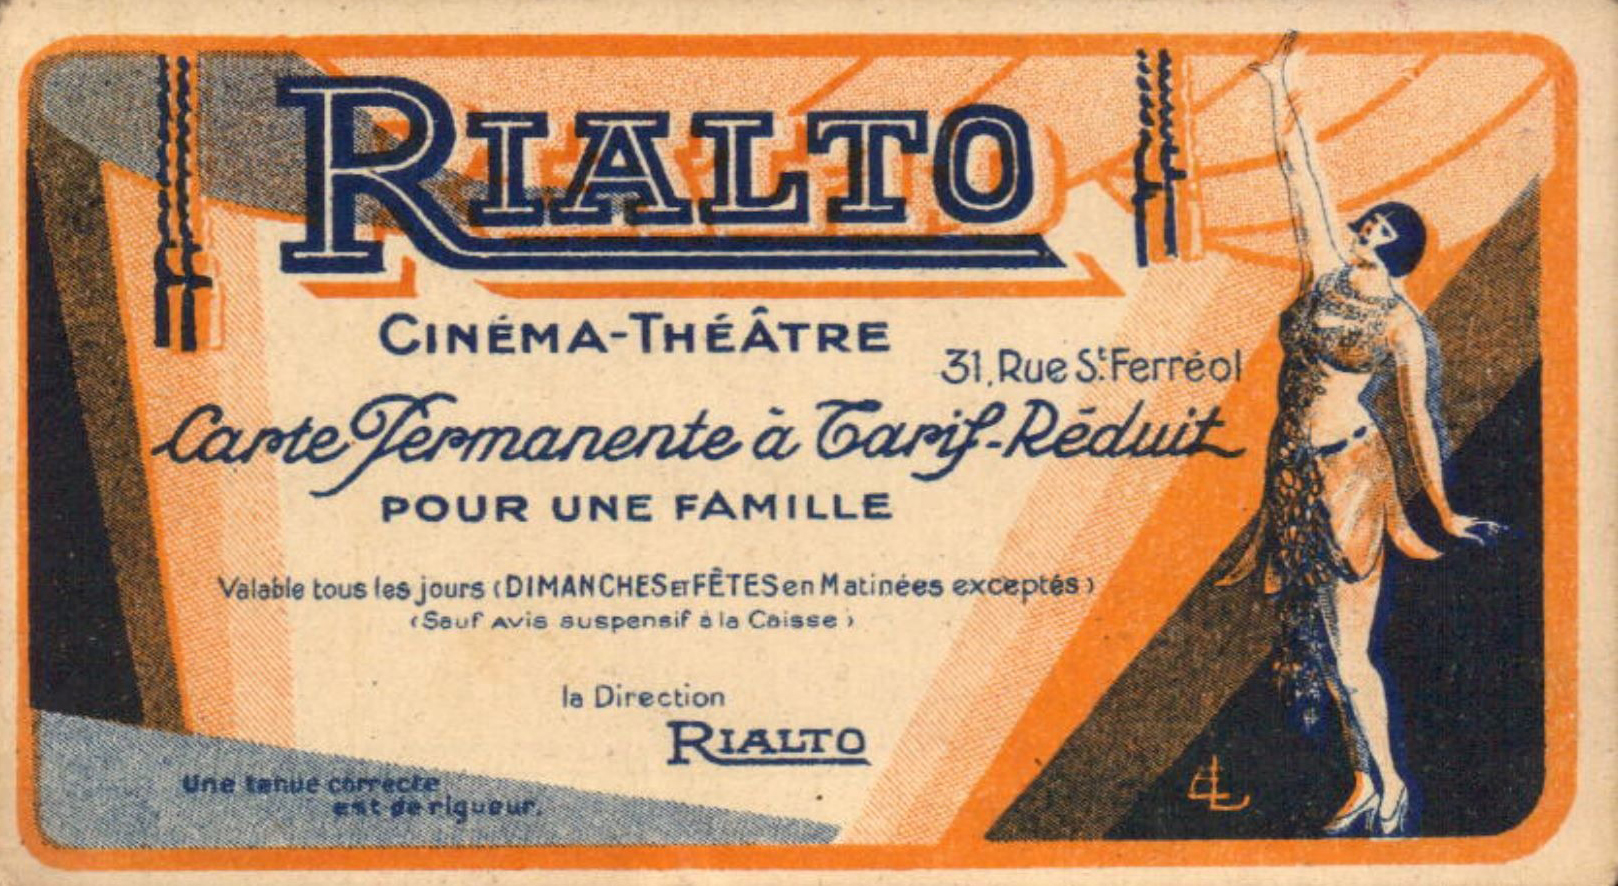 RIALTO
CINÉMA-THÉÂTRE
31, Rue St. Ferréol
Carte Permanente à Tarif-Réduit
POUR UNE FAMILLE
Valable tous les jours (DIMANCHES ET FÊTES en Matinées exceptés)
(Sauf Avis suspensif à la Caisse)
la Direction
RIALTO
Une tenue correcte
est de rigueur.